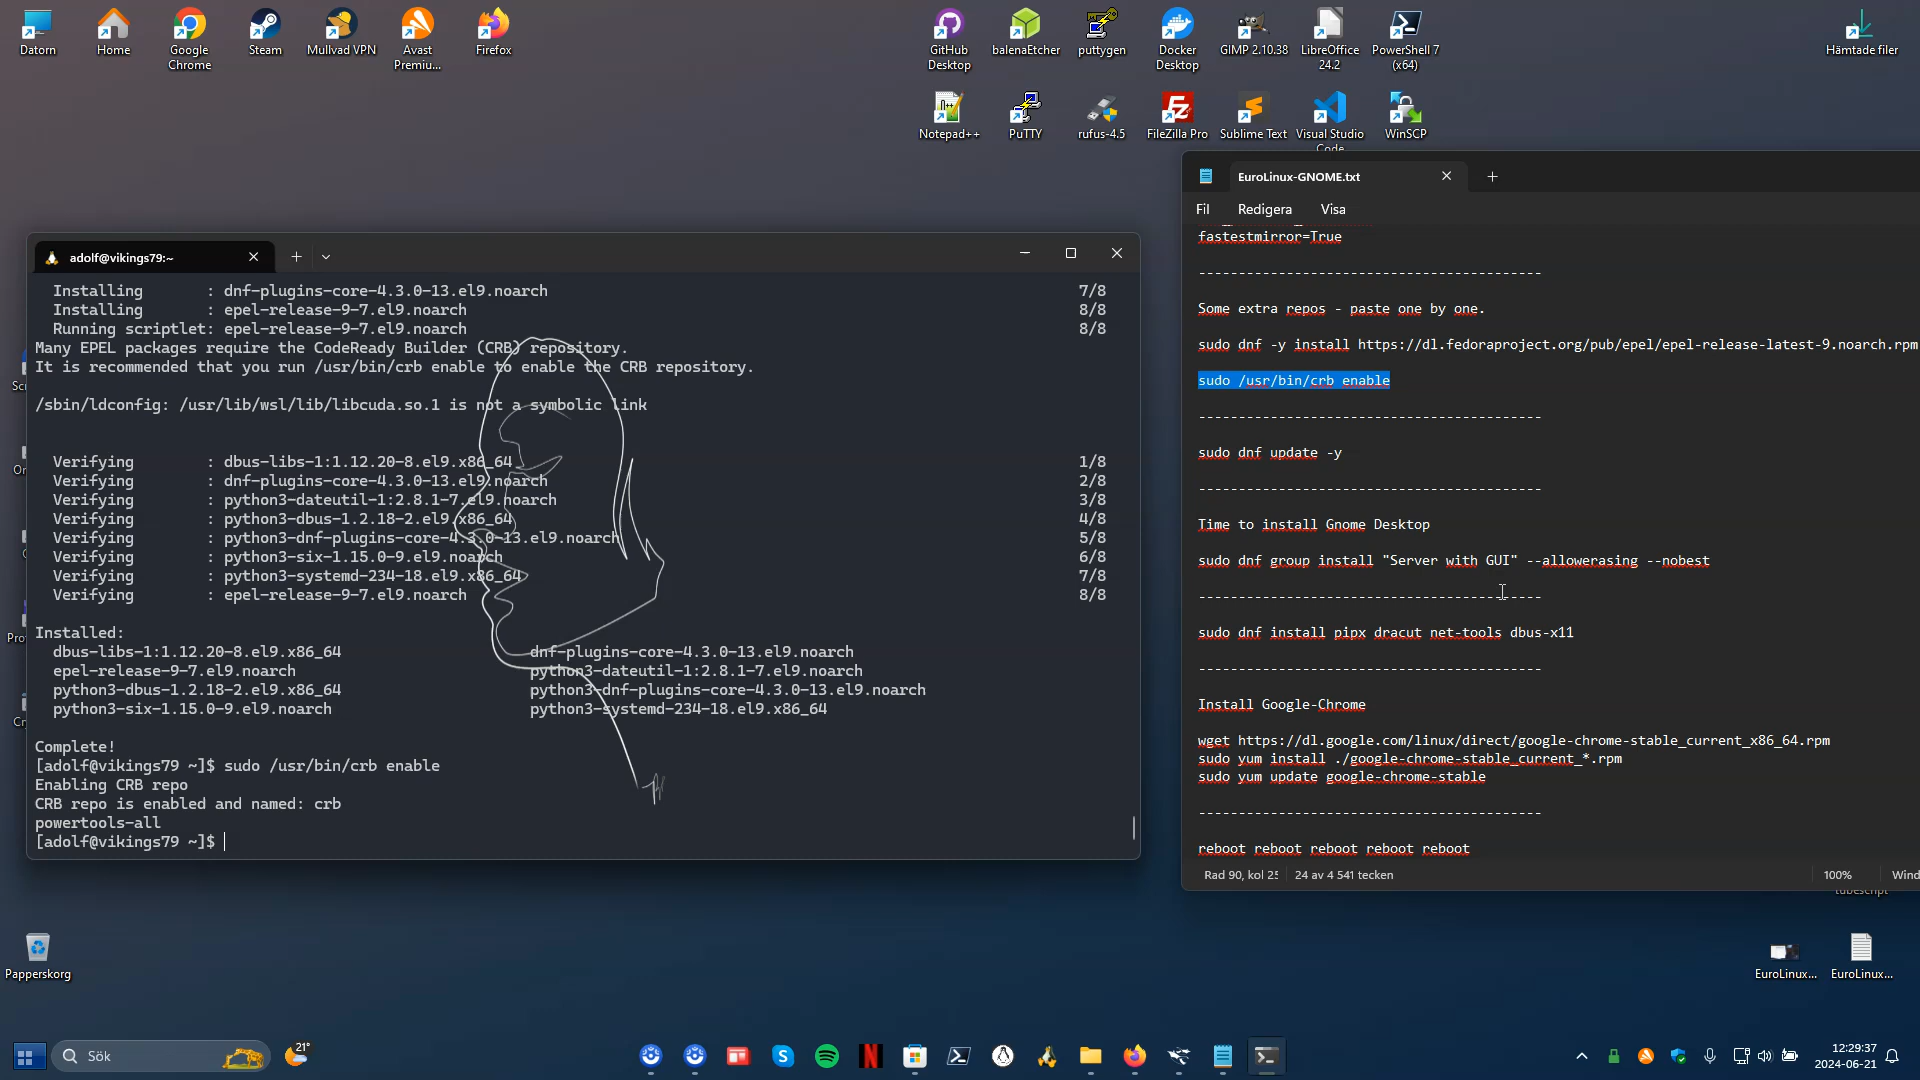 Datorn
Home
Google Chrome
Steam
Mullvad VPN
Avast Premiu...
Firefox
GitHub Desktop
balenaEtcher
puttygen
Docker Desktop
GIMP 2.10.38
LibreOffice 24.2
PowerShell 7 (x64)
Hämtade filer
Notepad++
PuTTY
rufus-4.5
FileZilla Pro
Sublime Text
Visual Studio Code
WinSCP
adolf@vikings79:~
Installing : dnf-plugins-core-4.3.0-13.el9.noarch 7/8
Installing : epel-release-9-7.el9.noarch 8/8
Running scriptlet: epel-release-9-7.el9.noarch 8/8
Many EPEL packages require the CodeReady Builder (CRB) repository.
It is recommended that you run /usr/bin/crb enable to enable the CRB repository.
/sbin/ldconfig: /usr/lib/wsl/lib/libcuda.so.1 is not a symbolic link
Verifying : dbus-libs-1:1.12.20-8.el9.x86_64 1/8
Verifying : dnf-plugins-core-4.3.0-13.el9.noarch 2/8
Verifying : python3-dateutil-1:2.8.1-7.el9.noarch 3/8
Verifying : python3-dbus-1.2.18-2.el9.x86_64 4/8
Verifying : python3-dnf-plugins-core-4.3.0-13.el9.noarch 5/8
Verifying : python3-six-1.15.0-9.el9.noarch 6/8
Verifying : python3-systemd-234-18.el9.x86_64 7/8
Verifying : epel-release-9-7.el9.noarch 8/8
Installed:
dbus-libs-1:1.12.20-8.el9.x86_64 dnf-plugins-core-4.3.0-13.el9.noarch
epel-release-9-7.el9.noarch python3-dateutil-1:2.8.1-7.el9.noarch
python3-dbus-1.2.18-2.el9.x86_64 python3-dnf-plugins-core-4.3.0-13.el9.noarch
python3-six-1.15.0-9.el9.noarch python3-systemd-234-18.el9.x86_64
Complete!
[adolf@vikings79 ~]$ sudo /usr/bin/crb enable
Enabling CRB repo
CRB repo is enabled and named: crb
powertools-all
[adolf@vikings79 ~]$
EuroLinux-GNOME.txt
Fil Redigera Visa
fastestmirror=True
-------------------------------------------
Some extra repos - paste one by one.
sudo dnf -y install https://dl.fedoraproject.org/pub/epel/epel-release-latest-9.noarch.rpm
sudo /usr/bin/crb enable
-------------------------------------------
sudo dnf update -y
-------------------------------------------
Time to install Gnome Desktop
sudo dnf group install "Server with GUI" --allowerasing --nobest
-------------------------------------------
sudo dnf install pipx dracut net-tools dbus-x11
-------------------------------------------
Install Google-Chrome
wget https://dl.google.com/linux/direct/google-chrome-stable_current_x86_64.rpm
sudo yum install ./google-chrome-stable_current_*.rpm
sudo yum update google-chrome-stable
-------------------------------------------
reboot reboot reboot reboot reboot
Rad 90, kol 25 24 av 4 541 tecken 100% Wind
Papperskorg
EuroLinux...
EuroLinux...
Sök
21°
12:29:37
2024-06-21